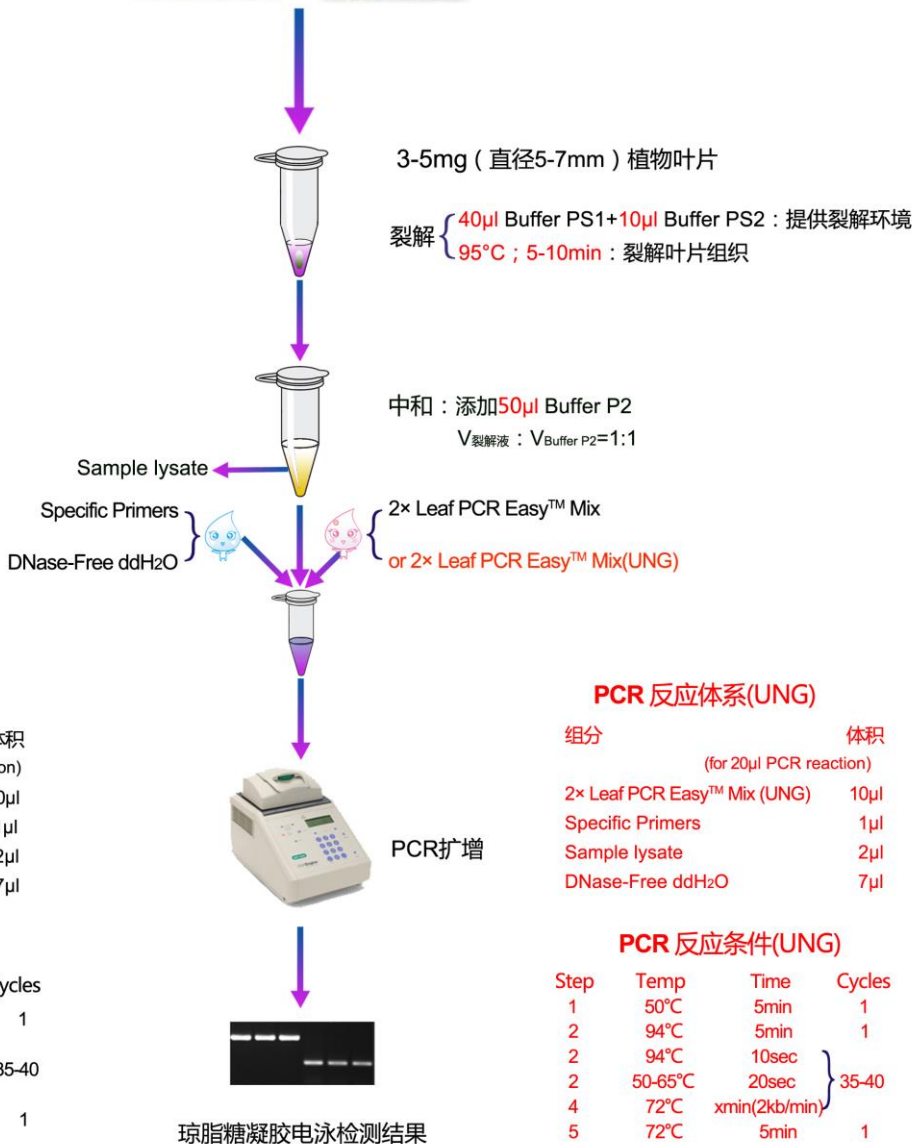 3-5mg（直径5-7mm）植物叶片
裂解
40μl Buffer PS1+10μl Buffer PS2：提供裂解环境
95°C；5-10min：裂解叶片组织
中和：添加50μl Buffer P2
V裂解液：VBuffer P2=1:1
Sample lysate
Specific Primers
DNase-Free ddH2O
2× Leaf PCR Easy™ Mix
or 2× Leaf PCR Easy™ Mix(UNG)
PCR扩增
琼脂糖凝胶电泳检测结果
on)
2μl
7μl
ycles
1
35-40
1
PCR 反应体系(UNG)
组分 体积
(for 20μl PCR reaction)
2× Leaf PCR Easy™ Mix (UNG) 10μl
Specific Primers 1μl
Sample lysate 2μl
DNase-Free ddH2O 7μl
PCR 反应条件(UNG)
Step Temp Time Cycles
1 50°C 5min 1
2 94°C 5min 1
2 94°C 10sec
2 50-65°C 20sec 35-40
4 72°C xmin(2kb/min)
5 72°C 5min 1